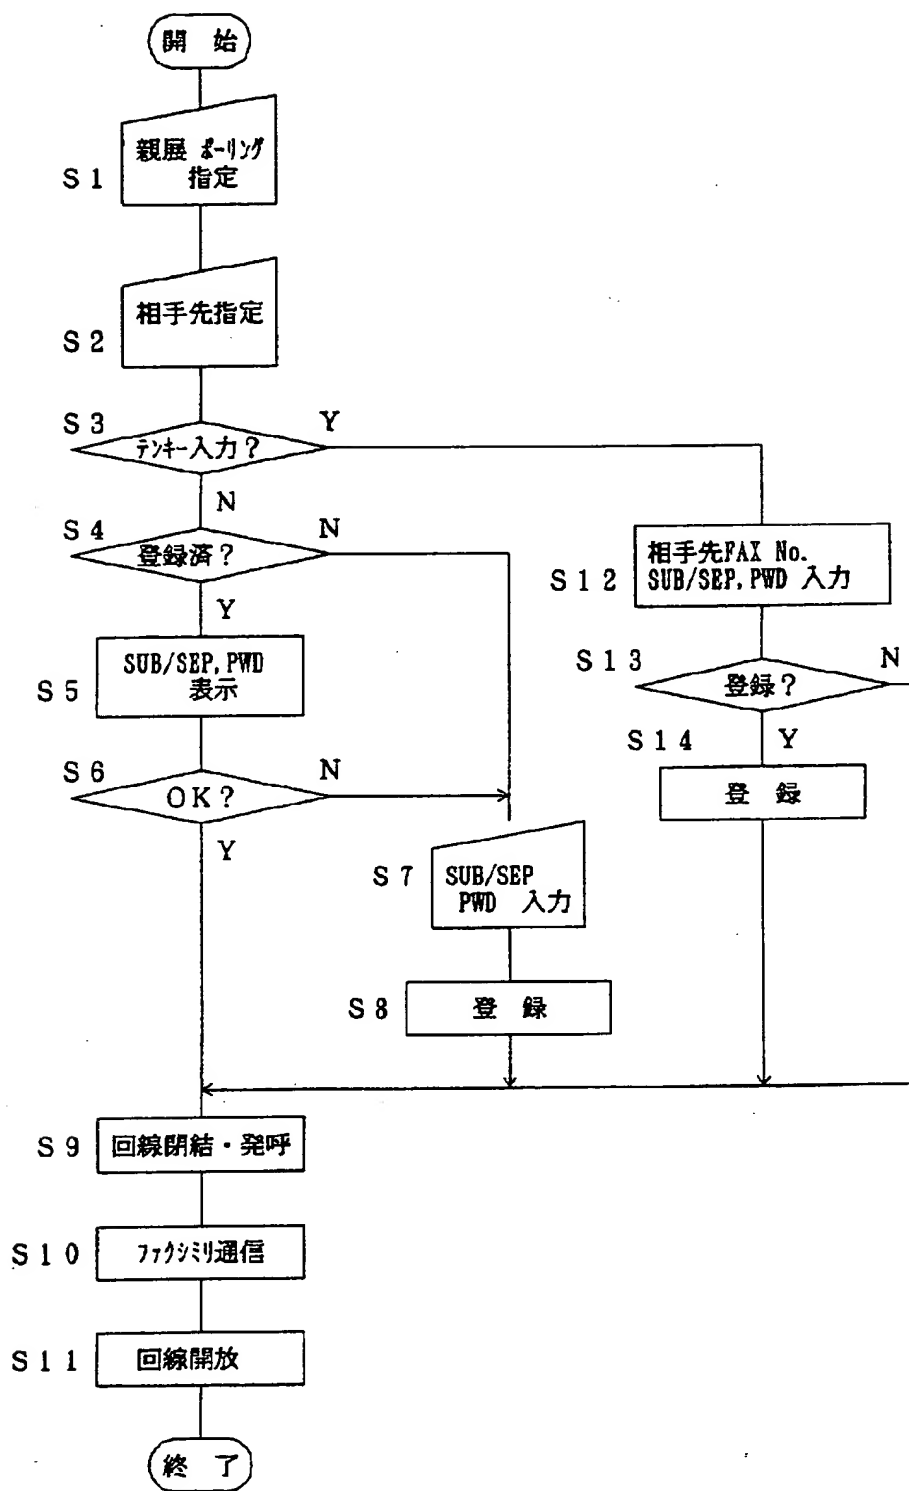 開 始
S1
親展 ポーリング
指定
S2
相手先指定
S3
テンキー入力?
Y
N
S4
登録済?
N
Y
S5
SUB/SEP, PWD
表示
S6
OK?
N
Y
S7
SUB/SEP
PWD 入力
S8
登 録
S12
相手先FAX No.
SUB/SEP, PWD 入力
S13
登録?
N
Y
S14
登 録
S9
回線閉結・発呼
S10
ファクシミリ通信
S11
回線開放
終 了